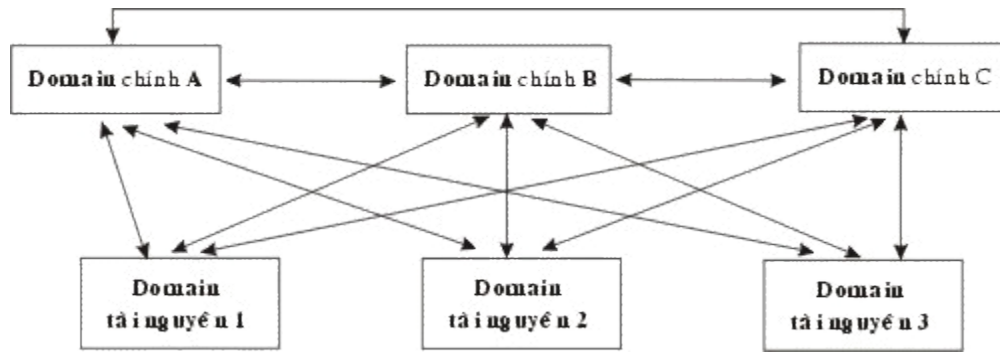 Domain chính A
Domain chính B
Domain chính C
Domain
tài nguyên 1
Domain
tài nguyên 2
Domain
tài nguyên 3